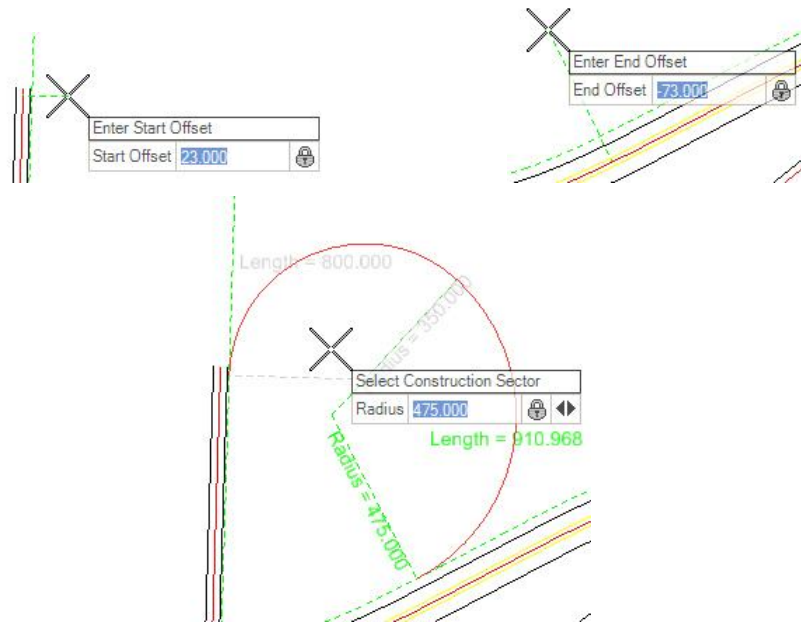 Enter Start Offset
Start Offset 23.000
Enter End Offset
End Offset -73.000
Length = 800.000
dius = 350.000
Select Construction Sector
Radius 475.000
Length = 910.968
Radius = 475.000